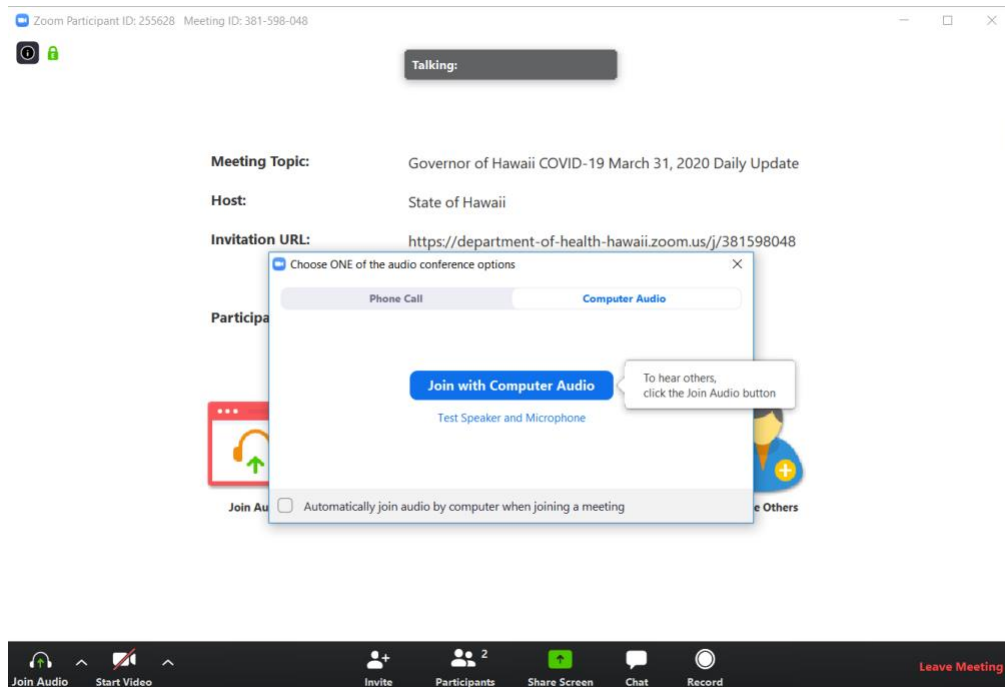 Zoom Participant ID: 255628 Meeting ID: 381-598-048
Talking:
Meeting Topic: Governor of Hawaii COVID-19 March 31, 2020 Daily Update
Host: State of Hawaii
Invitation URL: https://department-of-health-hawaii.zoom.us/j/381598048
Choose ONE of the audio conference options
Phone Call Computer Audio
Participa
Join with Computer Audio
To hear others,
click the Join Audio button
Test Speaker and Microphone
Automatically join audio by computer when joining a meeting
Join Au
e Others
2
Join Audio Start Video Invite Participants Share Screen Chat Record Leave Meeting